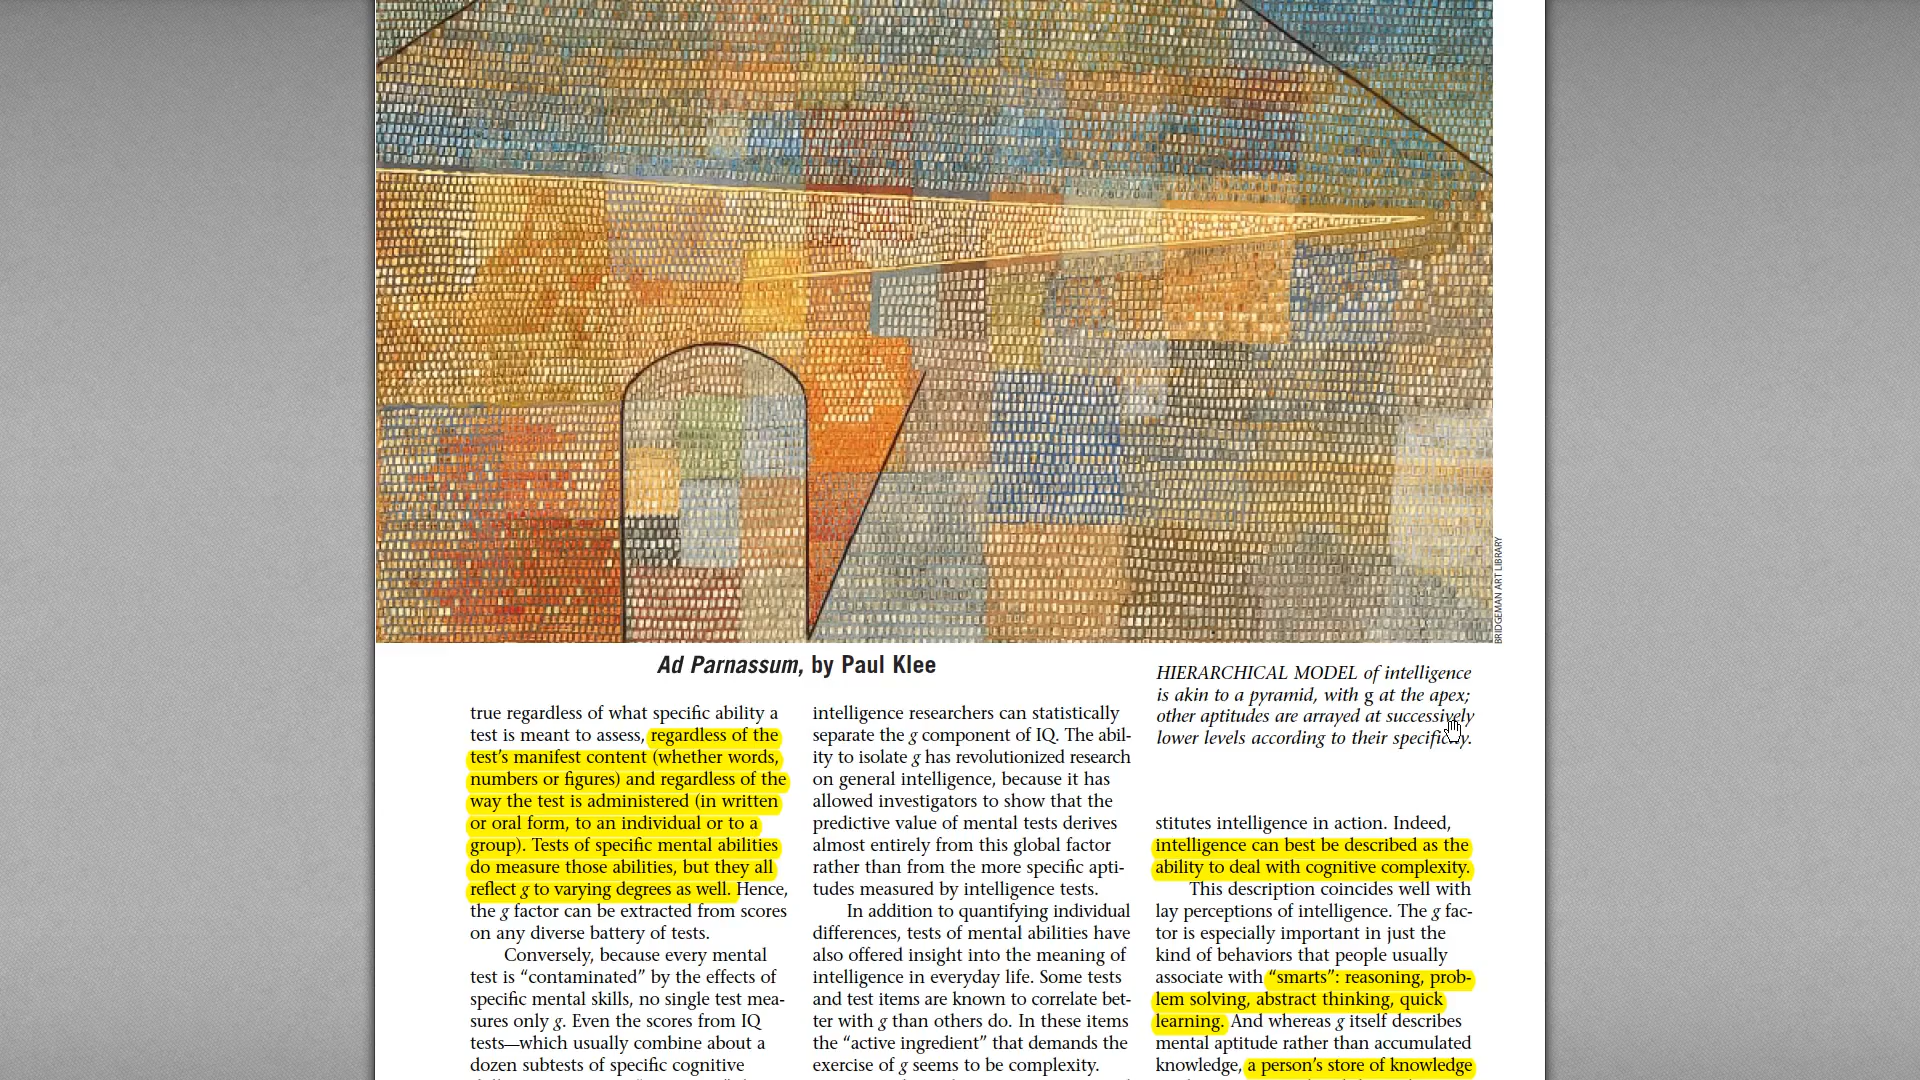 BRIDGEMAN ART LIBRARY
Ad Parnassum, by Paul Klee
true regardless of what specific ability a
test is meant to assess, regardless of the
test’s manifest content (whether words,
numbers or figures) and regardless of the
way the test is administered (in written
or oral form, to an individual or to a
group). Tests of specific mental abilities
do measure those abilities, but they all
reflect g to varying degrees as well. Hence,
the g factor can be extracted from scores
on any diverse battery of tests.
Conversely, because every mental
test is “contaminated” by the effects of
specific mental skills, no single test mea-
sures only g. Even the scores from IQ
tests—which usually combine about a
dozen subtests of specific cognitive
intelligence researchers can statistically
separate the g component of IQ. The abil-
ity to isolate g has revolutionized research
on general intelligence, because it has
allowed investigators to show that the
predictive value of mental tests derives
almost entirely from this global factor
rather than from the more specific apti-
tudes measured by intelligence tests.
In addition to quantifying individual
differences, tests of mental abilities have
also offered insight into the meaning of
intelligence in everyday life. Some tests
and test items are known to correlate bet-
ter with g than others do. In these items
the “active ingredient” that demands the
exercise of g seems to be complexity.
HIERARCHICAL MODEL of intelligence
is akin to a pyramid, with g at the apex;
other aptitudes are arrayed at successively
lower levels according to their specificity.
stitutes intelligence in action. Indeed,
intelligence can best be described as the
ability to deal with cognitive complexity.
This description coincides well with
lay perceptions of intelligence. The g fac-
tor is especially important in just the
kind of behaviors that people usually
associate with “smarts”: reasoning, prob-
lem solving, abstract thinking, quick
learning. And whereas g itself describes
mental aptitude rather than accumulated
knowledge, a person’s store of knowledge